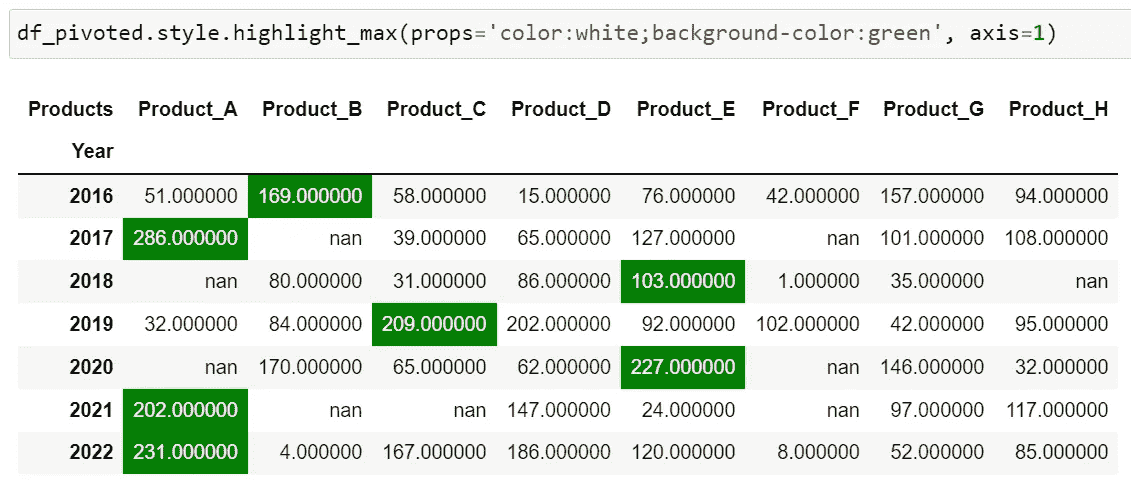 df_pivoted.style.highlight_max(props='color:white;background-color:green', axis=1)
Products Product_A Product_B Product_C Product_D Product_E Product_F Product_G Product_H
Year
2016 51.000000 169.000000 58.000000 15.000000 76.000000 42.000000 157.000000 94.000000
2017 286.000000 nan 39.000000 65.000000 127.000000 nan 101.000000 108.000000
2018 nan 80.000000 31.000000 86.000000 103.000000 1.000000 35.000000 nan
2019 32.000000 84.000000 209.000000 202.000000 92.000000 102.000000 42.000000 95.000000
2020 nan 170.000000 65.000000 62.000000 227.000000 nan 146.000000 32.000000
2021 202.000000 nan nan 147.000000 24.000000 nan 97.000000 117.000000
2022 231.000000 4.000000 167.000000 186.000000 120.000000 8.000000 52.000000 85.000000